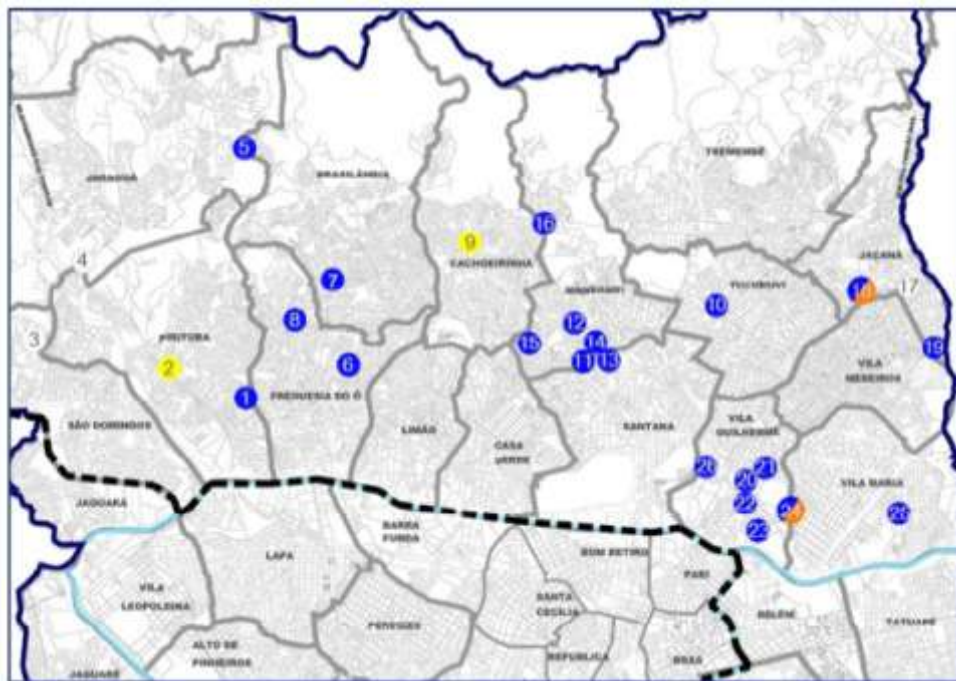 5
JARAGUÁ
BRASILÂNDIA
TREMEMBÉ
16
9
CACHOEIRINHA
4
JAÇANÃ
17
7
MANDAQUI
TUCURUVI
10
18
8
12
3
PIRITUBA
15
14
11
13
19
2
6
VILA
MEDEIROS
1
FREGUESIA DO Ó
SÃO DOMINGOS
LIMÃO
CASA
VERDE
SANTANA
VILA
GUILHERME
21
20
VILA MARIA
JAGUARÁ
22
23
BARRA
FUNDA
LAPA
BOM RETIRO
PARI
VILA
LEOPOLDINA
SANTA
CECÍLIA
BELÉM
TATUAPÉ
PERDIZES
ALTO DE
PINHEIROS
REPÚBLICA
BRÁS
JAGUARÉ